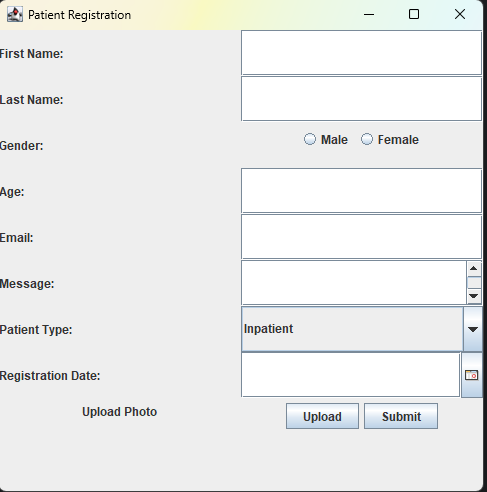 Patient Registration
First Name:
Last Name:
Gender:
Male Female
Age:
Email:
Message:
Patient Type:
Inpatient
Registration Date:
Upload Photo
Upload Submit